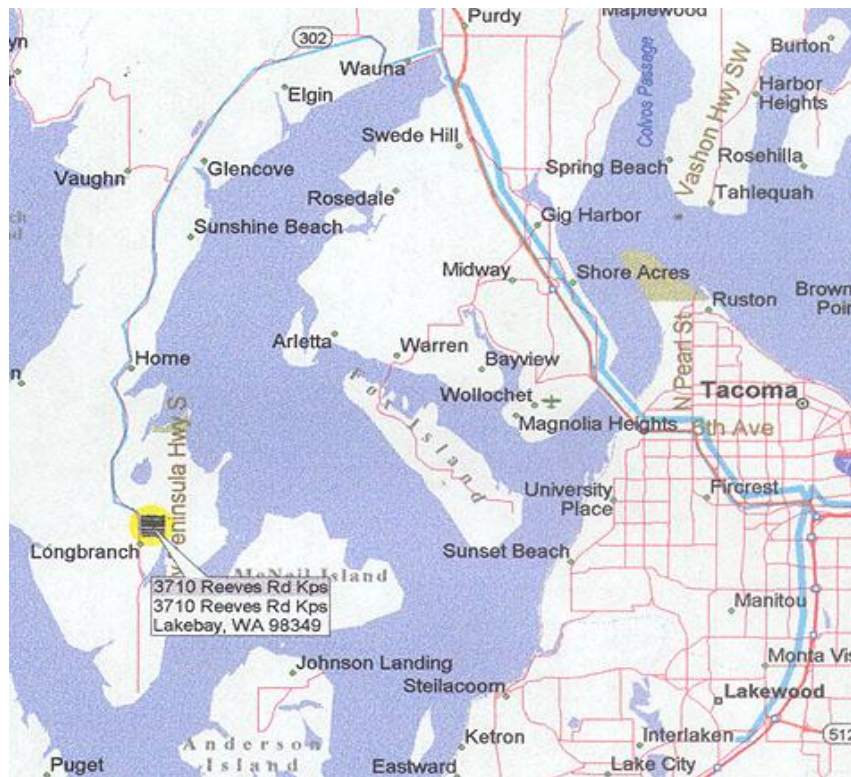 Purdy
Maplewood
302
Burton
Wauna
Elgin
Colvos Passage
Vashon Hwy SW
Harbor
Heights
Swede Hill
Vaughn
Glencove
Spring Beach
Rosehilla
Rosedale
Tahlequah
Sunshine Beach
Gig Harbor
Midway
Shore Acres
Ruston
Brown
Poin
Arletta
Warren
Home
Bayview
N Pearl St
Fox Island
Wollochet
Tacoma
Magnolia Heights
6th Ave
University
Place
Fircrest
Longbranch
Sunset Beach
McNeil Island
3710 Reeves Rd Kps
3710 Reeves Rd Kps
Lakebay, WA 98349
Manitou
Johnson Landing
Monta Vis
Steilacoom
Lakewood
Anderson
Island
Ketron
Interlaken
512
Puget
Eastward
Lake City